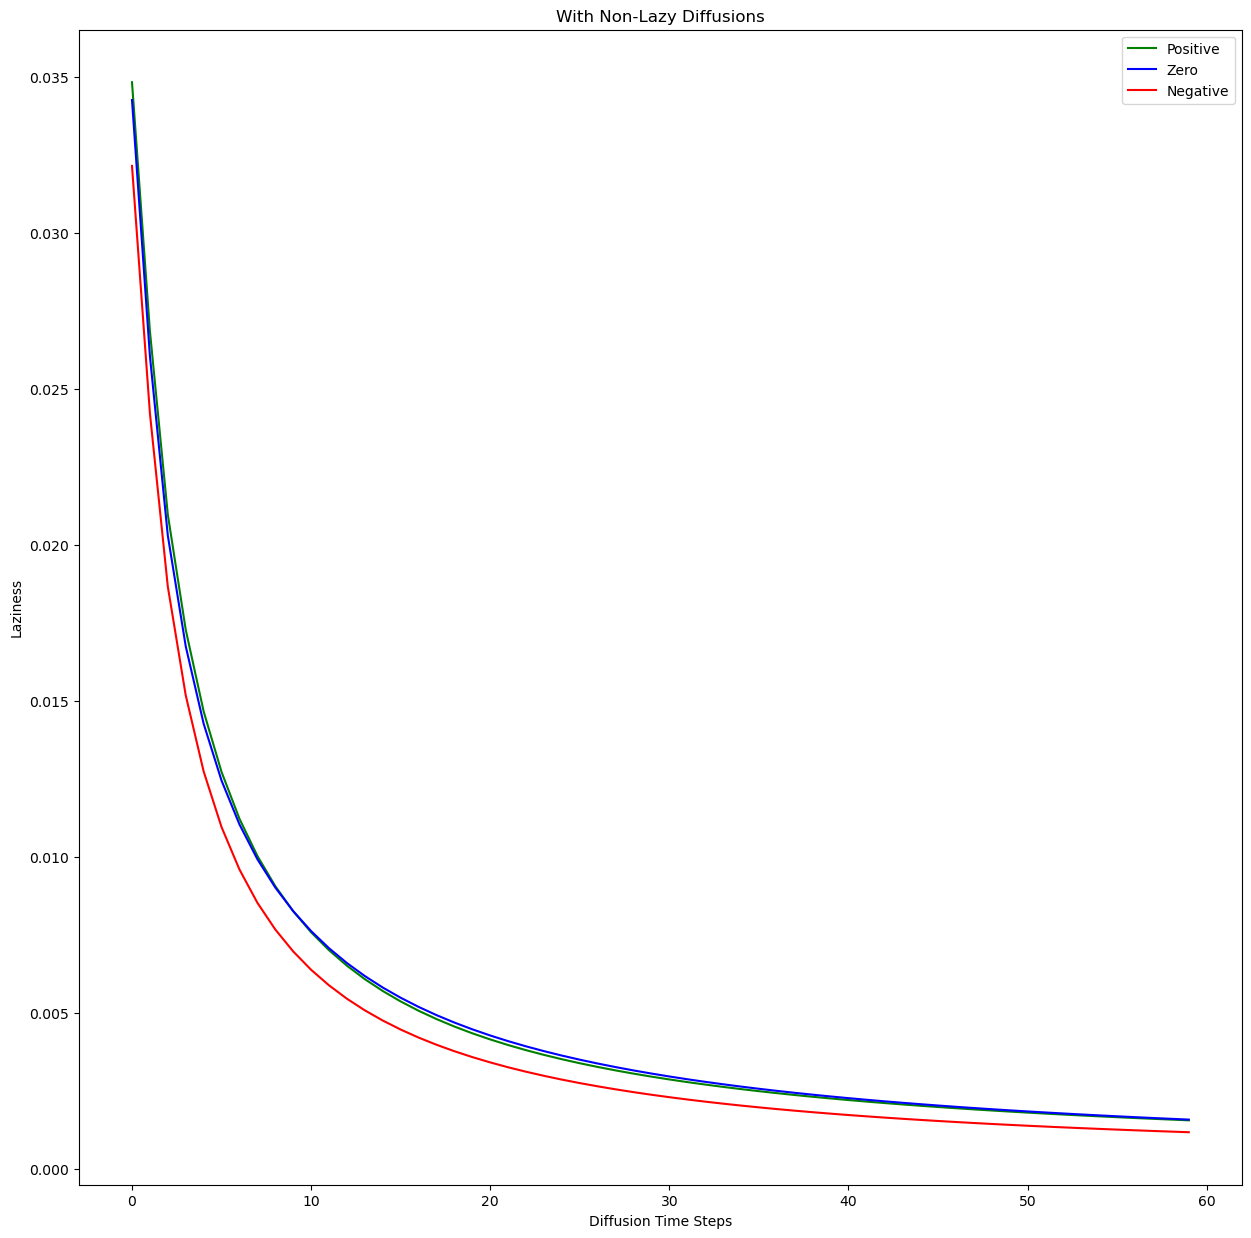 With Non-Lazy Diffusions
Positive
Zero
Negative
0.035
0.030
0.025
0.020
0.015
0.010
0.005
0.000
Laziness
0 10 20 30 40 50 60
Diffusion Time Steps